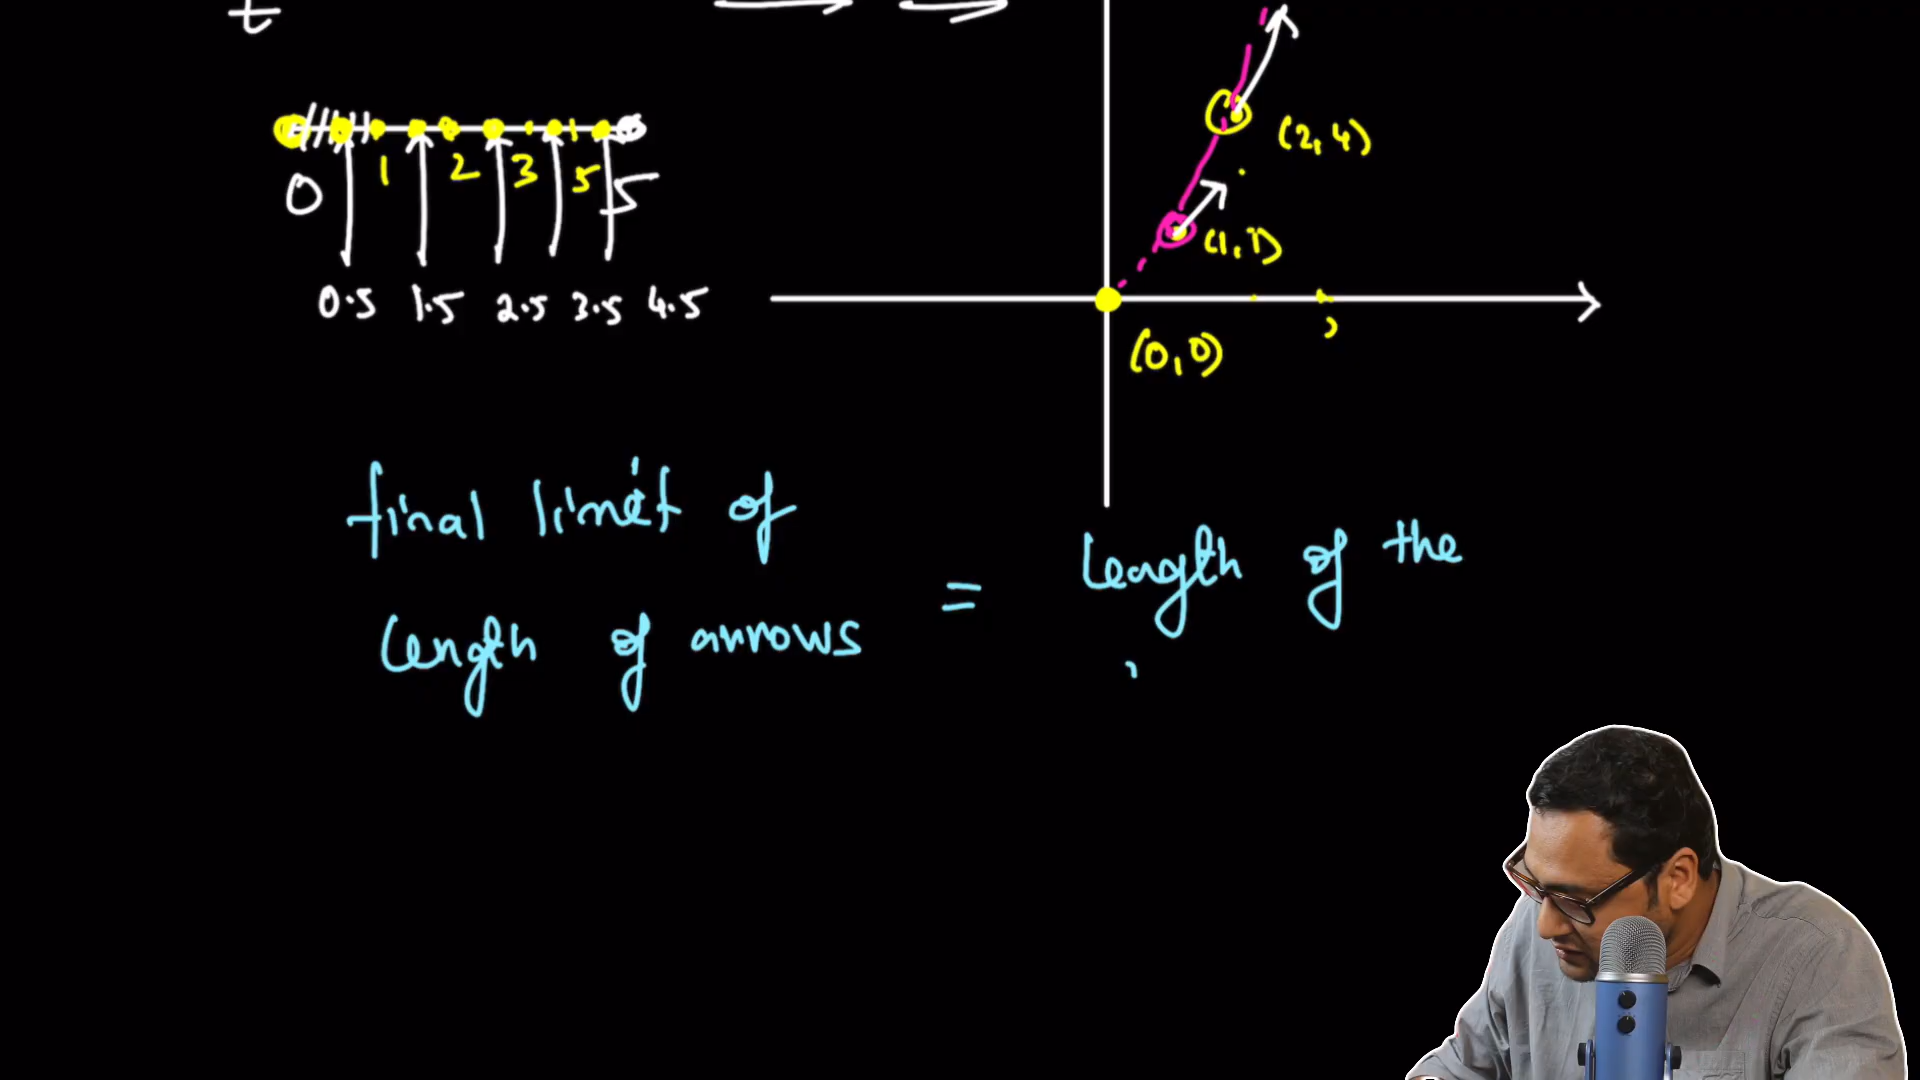 t
(2,4)
1 2 3 5
0 5
(1,1)
0.5 1.5 2.5 3.5 4.5
(0,0)
final limit of
length of arrows
=
length of the